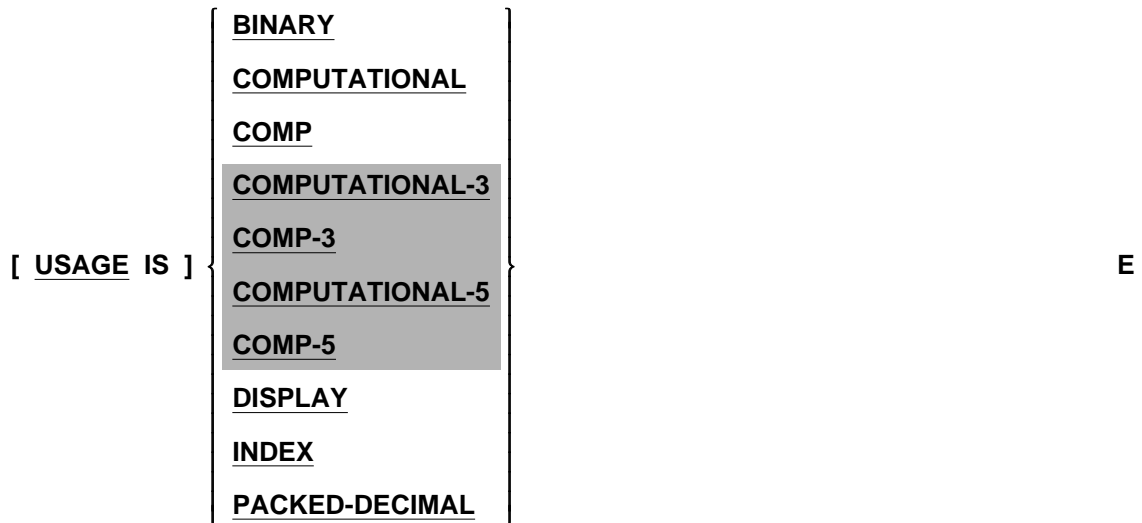 BINARY
COMPUTATIONAL
COMP
COMPUTATIONAL-3
COMP-3
[ USAGE IS ] E
COMPUTATIONAL-5
COMP-5
DISPLAY
INDEX
PACKED-DECIMAL